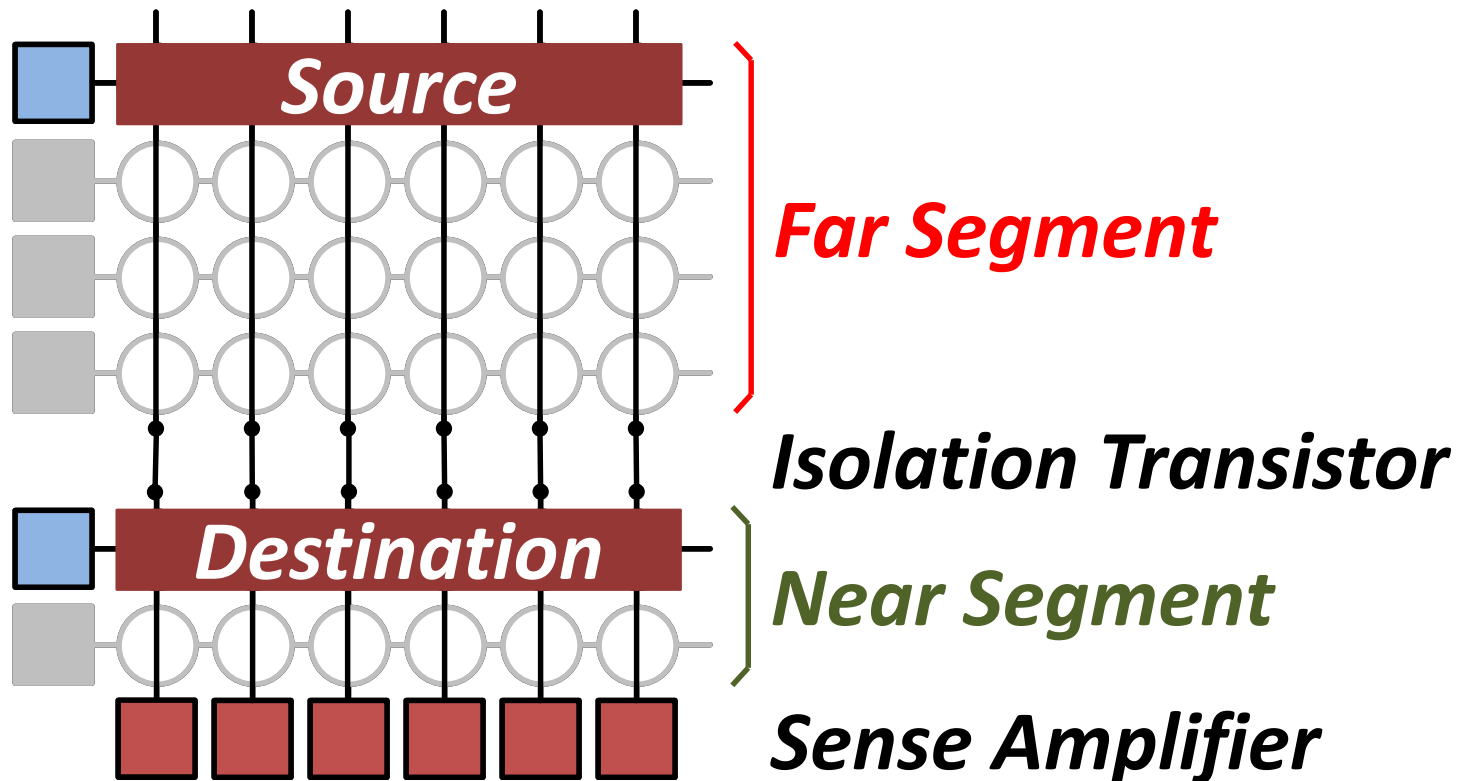 Source
Far Segment
Isolation Transistor
Destination
Near Segment
Sense Amplifier